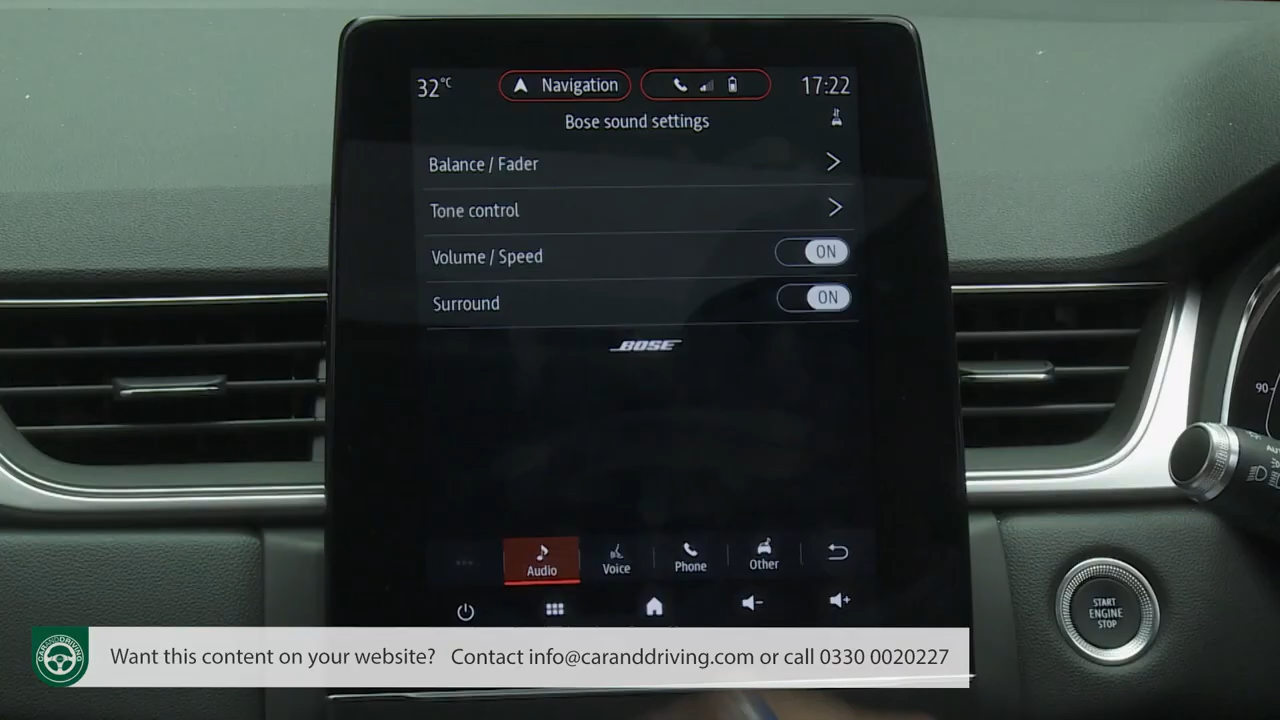 32°C Navigation 17:22
Bose sound settings
Balance / Fader
Tone control
Volume / Speed ON
Surround ON
BOSE
Audio Voice Phone Other
90
START
ENGINE
STOP
CARANDDRIVING
Want this content on your website? Contact info@caranddriving.com or call 0330 0020227